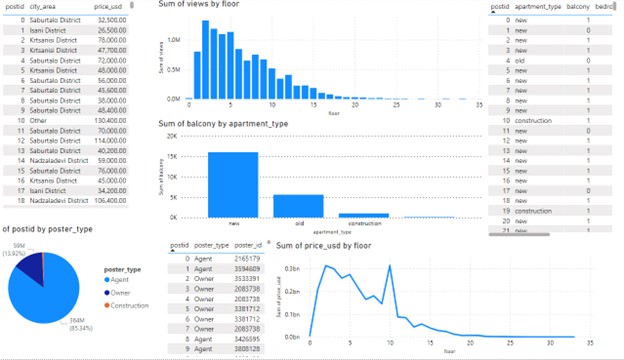 postid city_area price_usd
0 Saburtalo District 32,500.00
1 Isani District 26,500.00
2 Krtsanisi District 78,000.00
3 Krtsanisi District 47,700.00
4 Saburtalo District 72,000.00
5 Saburtalo District 48,000.00
6 Saburtalo District 56,000.00
7 Saburtalo District 45,600.00
8 Saburtalo District 38,000.00
9 Saburtalo District 48,400.00
10 Other 130,400.00
11 Saburtalo District 70,000.00
12 Saburtalo District 114,000.00
13 Saburtalo District 40,200.00
14 Nadzaladevi District 59,000.00
15 Saburtalo District 76,000.00
16 Krtsanisi District 45,000.00
17 Isani District 34,200.00
18 Nadzaladevi District 106,400.00
Sum of views by floor
Sum of views
1.0M
0.5M
0.0M
0 5 10 15 20 25 30 35
floor
Sum of balcony by apartment_type
Sum of balcony
20K
15K
10K
5K
0K
new old construction
apartment_type
postid apartment_type balcony bedro
0 new 1
1 new 0
2 new 1
3 new 1
4 old 0
5 new 1
6 new 1
7 new 1
8 new 1
9 new 1
10 construction 1
11 new 0
12 new 1
13 new 1
14 new 1
15 new 1
16 new 1
17 new 0
18 new 1
19 construction 1
20 new 1
21 new 1
of postid by poster_type
59M
(13.92%)
364M
(85.34%)
poster_type
Agent
Owner
Construction
postid poster_type poster_id
0 Agent 2165179
1 Agent 3594609
2 Owner 3533391
3 Owner 2083738
4 Owner 2083738
5 Owner 3381712
6 Owner 3381712
7 Owner 2083738
8 Agent 3426595
9 Agent 3808128
Sum of price_usd by floor
Sum of price_usd
0.3bn
0.2bn
0.1bn
0.0bn
0 5 10 15 20 25 30 35
floor